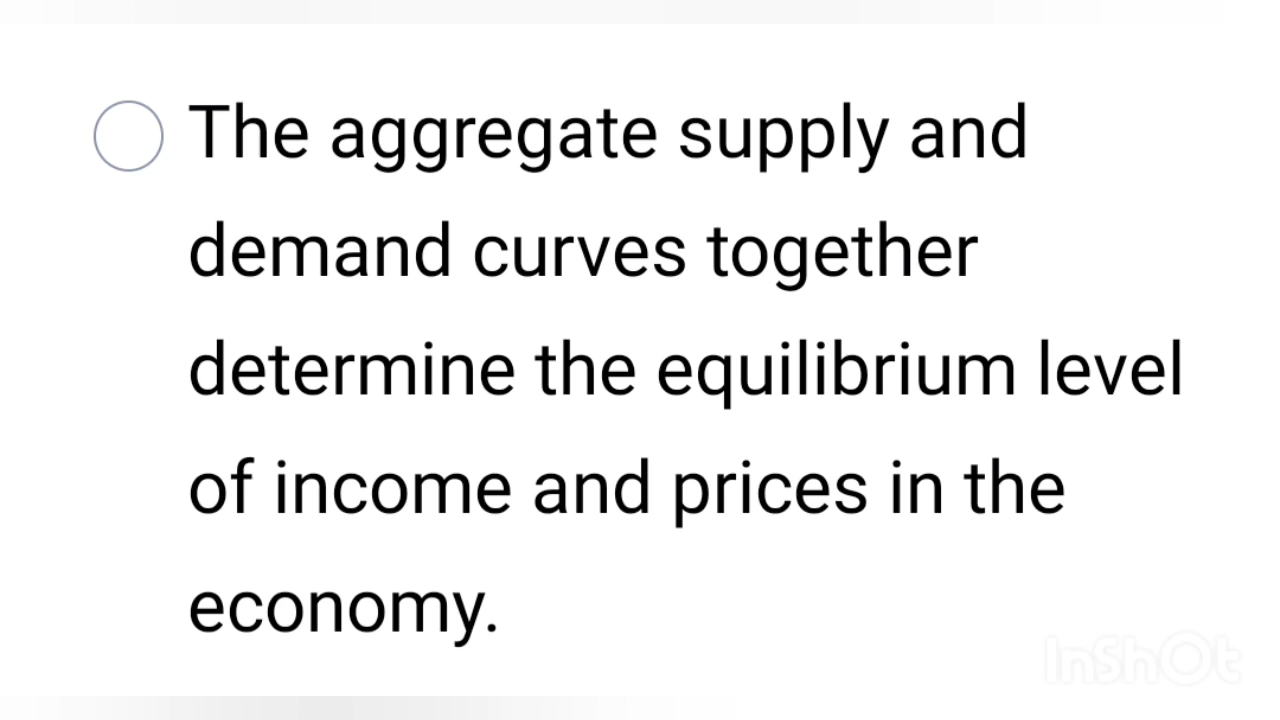 The aggregate supply and
demand curves together
determine the equilibrium level
of income and prices in the
economy.
InShOt